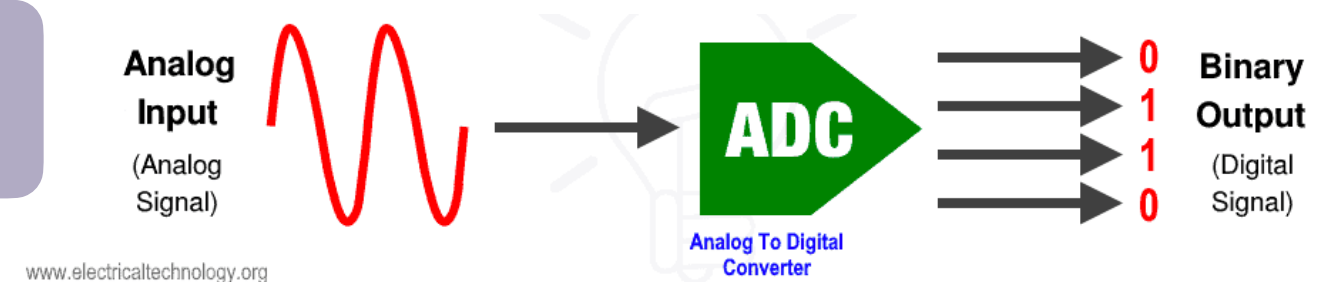 Analog
Input
(Analog
Signal)
ADC
Analog To Digital
Converter
0
1
1
0
Binary
Output
(Digital
Signal)
www.electricaltechnology.org